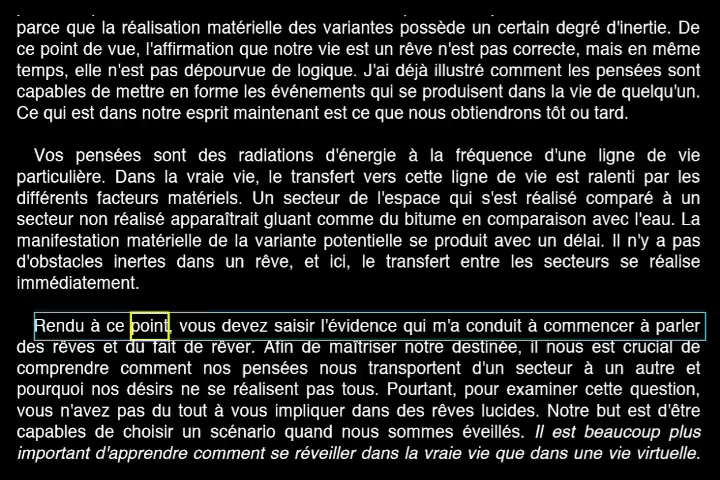 parce que la réalisation matérielle des variantes possède un certain degré d'inertie. De
ce point de vue, l'affirmation que notre vie est un rêve n'est pas correcte, mais en même
temps, elle n'est pas dépourvue de logique. J'ai déjà illustré comment les pensées sont
capables de mettre en forme les événements qui se produisent dans la vie de quelqu'un.
Ce qui est dans notre esprit maintenant est ce que nous obtiendrons tôt ou tard.
Vos pensées sont des radiations d'énergie à la fréquence d'une ligne de vie
particulière. Dans la vraie vie, le transfert vers cette ligne de vie est ralenti par les
différents facteurs matériels. Un secteur de l'espace qui s'est réalisé comparé à un
secteur non réalisé apparaîtrait gluant comme du bitume en comparaison avec l'eau. La
manifestation matérielle de la variante potentielle se produit avec un délai. Il n'y a pas
d'obstacles inertes dans un rêve, et ici, le transfert entre les secteurs se réalise
immédiatement.
Rendu à ce point, vous devez saisir l'évidence qui m'a conduit à commencer à parler
des rêves et du fait de rêver. Afin de maîtriser notre destinée, il nous est crucial de
comprendre comment nos pensées nous transportent d'un secteur à un autre et
pourquoi nos désirs ne se réalisent pas tous. Pourtant, pour examiner cette question,
vous n'avez pas du tout à vous impliquer dans des rêves lucides. Notre but est d'être
capables de choisir un scénario quand nous sommes éveillés. Il est beaucoup plus
important d'apprendre comment se réveiller dans la vraie vie que dans une vie virtuelle.